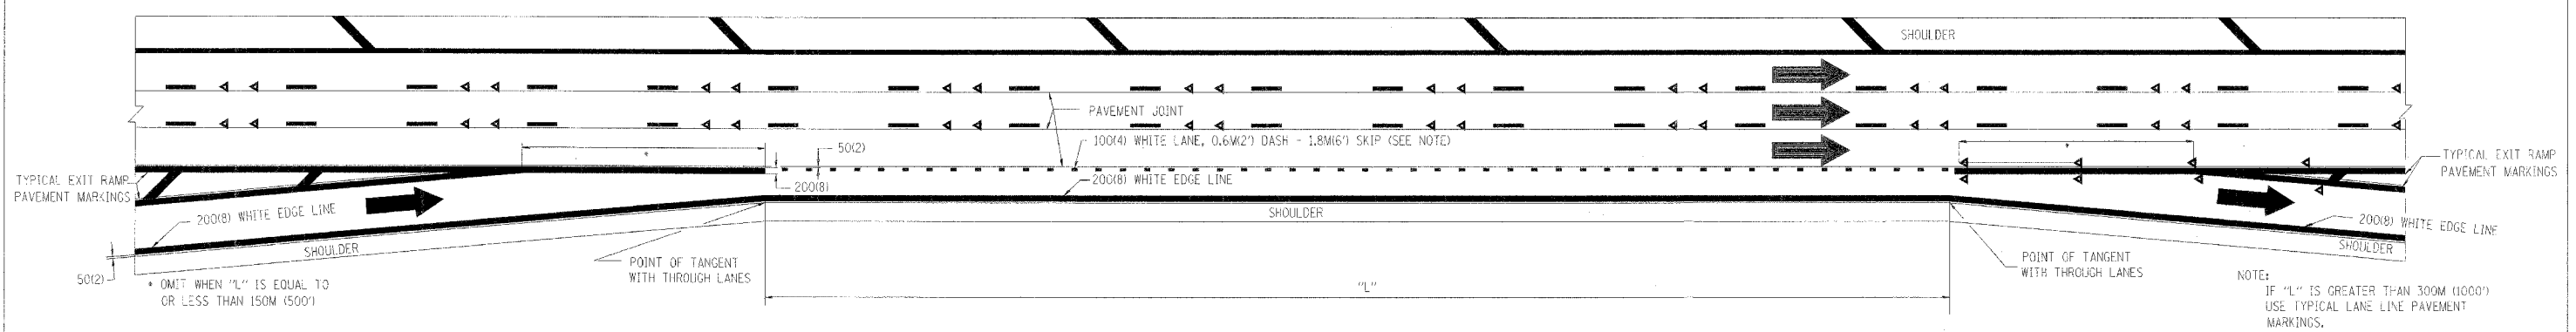 SHOULDER
PAVEMENT JOINT
100(4) WHITE LANE, 0.6M(2') DASH - 1.8M(6') SKIP (SEE NOTE)
*
50(2)
*
TYPICAL EXIT RAMP
PAVEMENT MARKINGS
TYPICAL EXIT RAMP
PAVEMENT MARKINGS
200(8)
200(8) WHITE EDGE LINE
200(8) WHITE EDGE LINE
SHOULDER
200(8) WHITE EDGE LINE
SHOULDER
SHOULDER
50(2)
POINT OF TANGENT
WITH THROUGH LANES
POINT OF TANGENT
WITH THROUGH LANES
* OMIT WHEN "L" IS EQUAL TO
OR LESS THAN 150M (500')
"L"
NOTE:
IF "L" IS GREATER THAN 300M (1000')
USE TYPICAL LANE LINE PAVEMENT
MARKINGS.